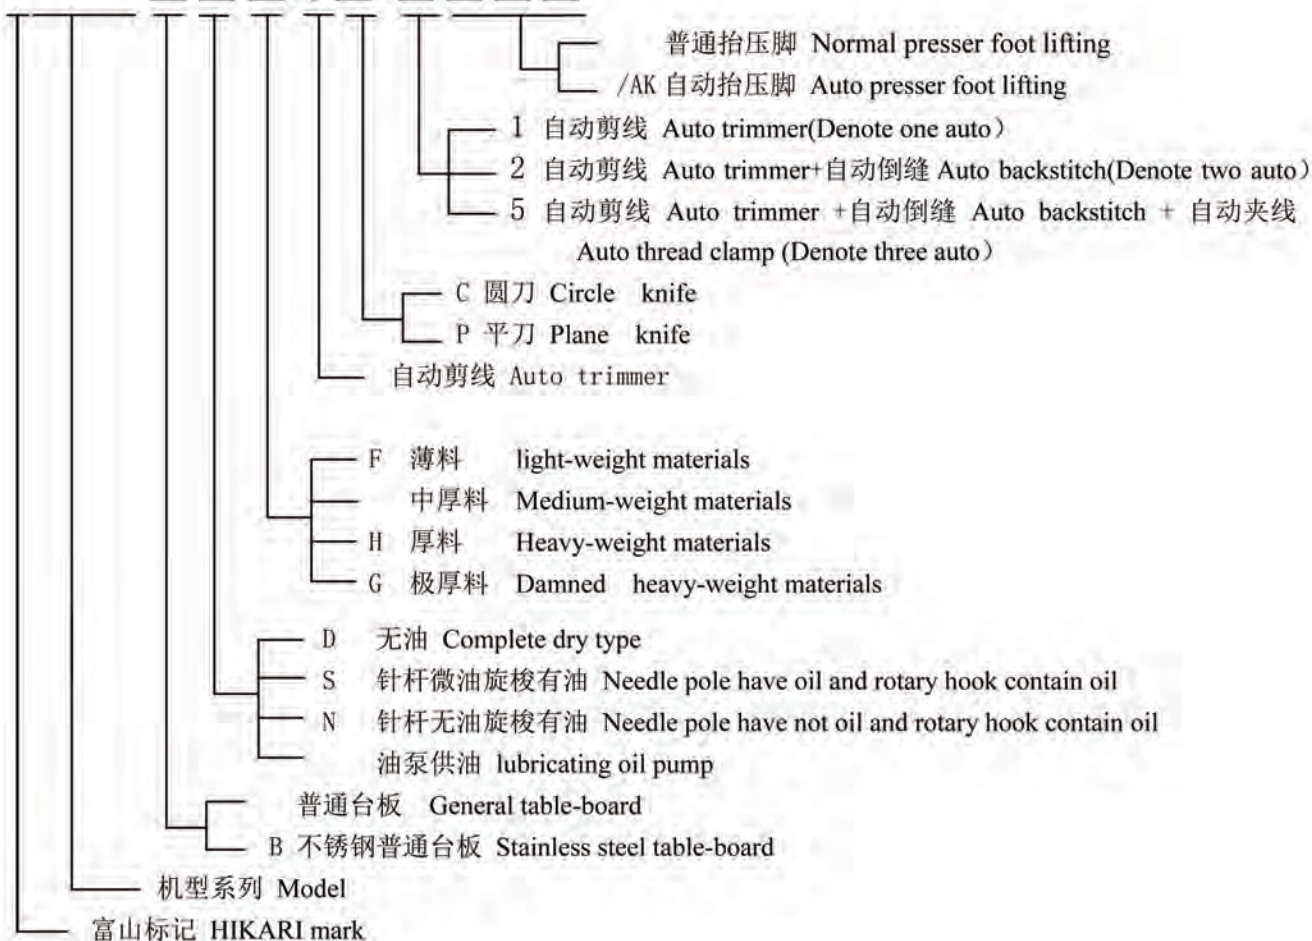 普通抬压脚 Normal presser foot lifting
/AK 自动抬压脚 Auto presser foot lifting
1 自动剪线 Auto trimmer(Denote one auto）
2 自动剪线 Auto trimmer+自动倒缝 Auto backstitch(Denote two auto）
5 自动剪线 Auto trimmer +自动倒缝 Auto backstitch + 自动夹线
Auto thread clamp (Denote three auto）
C 圆刀 Circle knife
P 平刀 Plane knife
自动剪线 Auto trimmer
F 薄料 light-weight materials
中厚料 Medium-weight materials
H 厚料 Heavy-weight materials
G 极厚料 Damned heavy-weight materials
D 无油 Complete dry type
S 针杆微油旋梭有油 Needle pole have oil and rotary hook contain oil
N 针杆无油旋梭有油 Needle pole have not oil and rotary hook contain oil
油泵供油 lubricating oil pump
普通台板 General table-board
B 不锈钢普通台板 Stainless steel table-board
机型系列 Model
富山标记 HIKARI mark